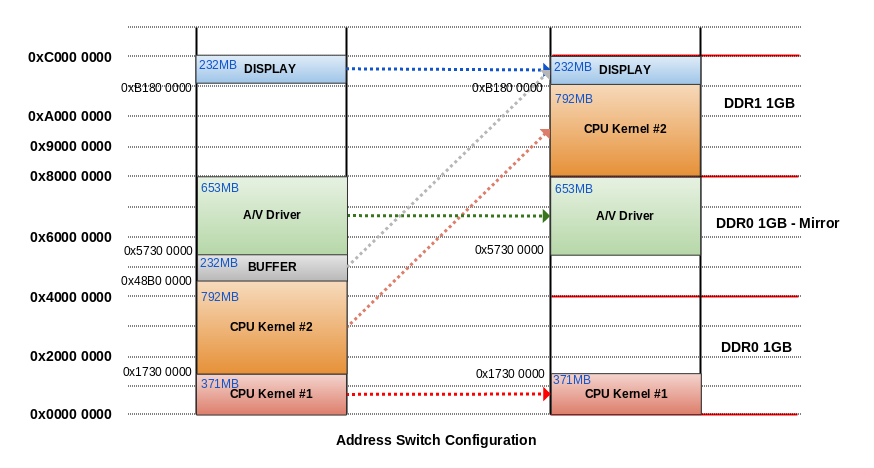 0xC000 0000
232MB DISPLAY
232MB DISPLAY
0xB180 0000
0xB180 0000
792MB
DDR1 1GB
0xA000 0000
CPU Kernel #2
0x9000 0000
0x8000 0000
653MB
653MB
A/V Driver
A/V Driver
DDR0 1GB - Mirror
0x6000 0000
0x5730 0000
0x5730 0000
232MB BUFFER
0x48B0 0000
0x4000 0000
792MB
CPU Kernel #2
DDR0 1GB
0x2000 0000
0x1730 0000
0x1730 0000
371MB
371MB
CPU Kernel #1
CPU Kernel #1
0x0000 0000
Address Switch Configuration